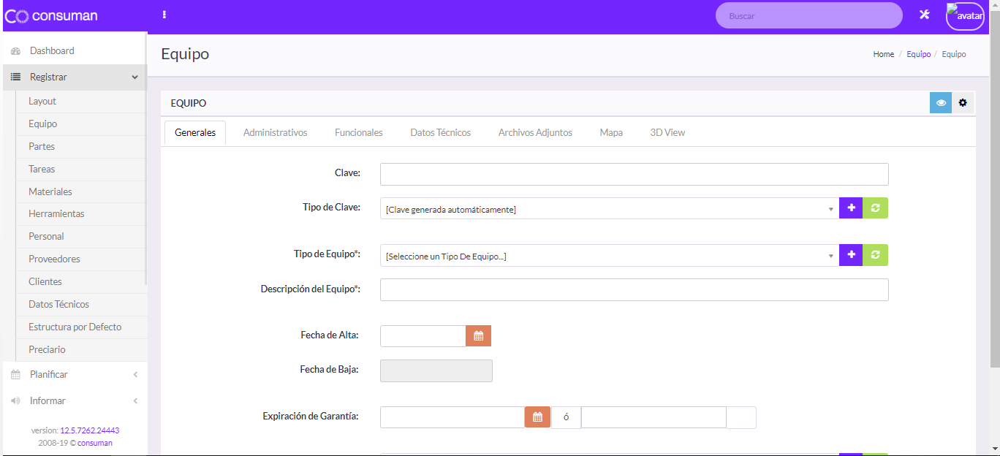 consuman
Buscar
avatar
Dashboard
Registrar
Layout
Equipo
Partes
Tareas
Materiales
Herramientas
Personal
Proveedores
Clientes
Datos Técnicos
Estructura por Defecto
Preciario
Planificar
Informar
version: 12.5.7262.24443
2008-19 © consuman
Equipo
Home / Equipo / Equipo
EQUIPO
Generales Administrativos Funcionales Datos Técnicos Archivos Adjuntos Mapa 3D View
Clave:
Tipo de Clave: [Clave generada automáticamente]
Tipo de Equipo*: [Seleccione un Tipo De Equipo...]
Descripción del Equipo*:
Fecha de Alta:
Fecha de Baja:
Expiración de Garantía: ó